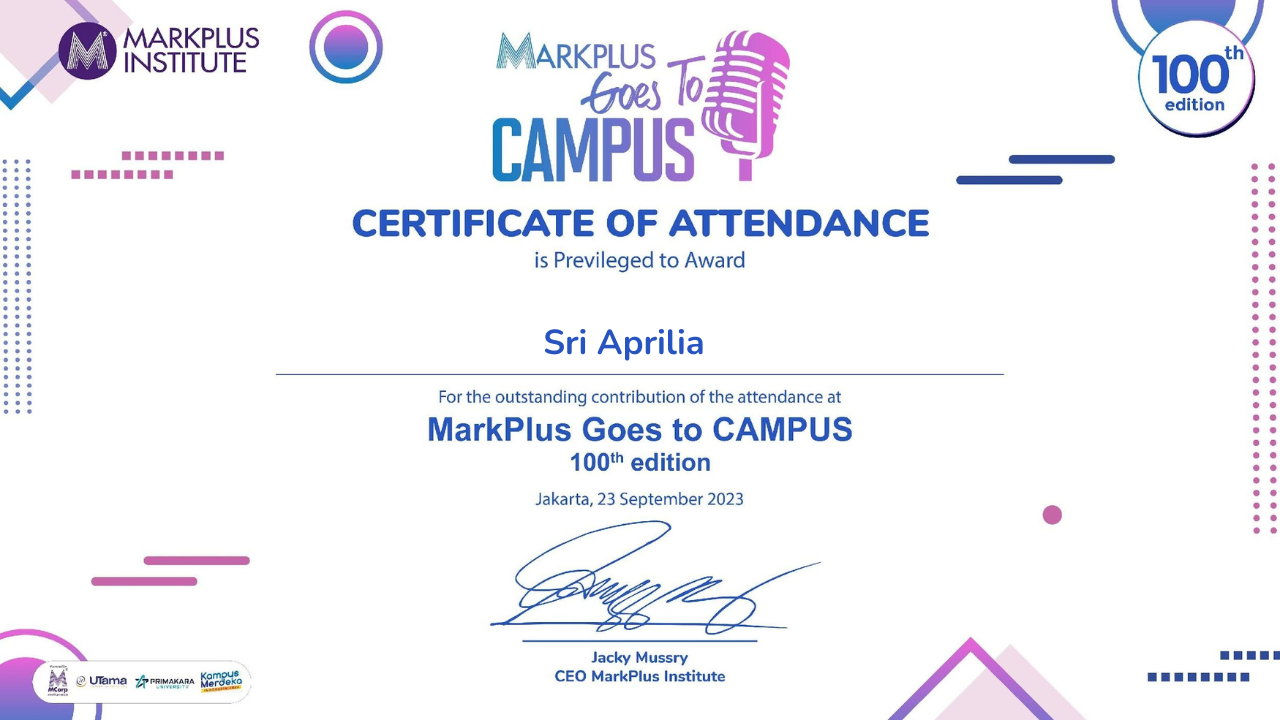 MARKPLUS
INSTITUTE
MARKPLUS
Goes To
CAMPUS
100th
edition
CERTIFICATE OF ATTENDANCE
is Previleged to Award
Sri Aprilia
For the outstanding contribution of the attendance at
MarkPlus Goes to CAMPUS
100th edition
Jakarta, 23 September 2023
Jacky Mussry
CEO MarkPlus Institute
MCorp
UTama
PRIMAKARA
UNIVERSITY
Kampus
Merdeka